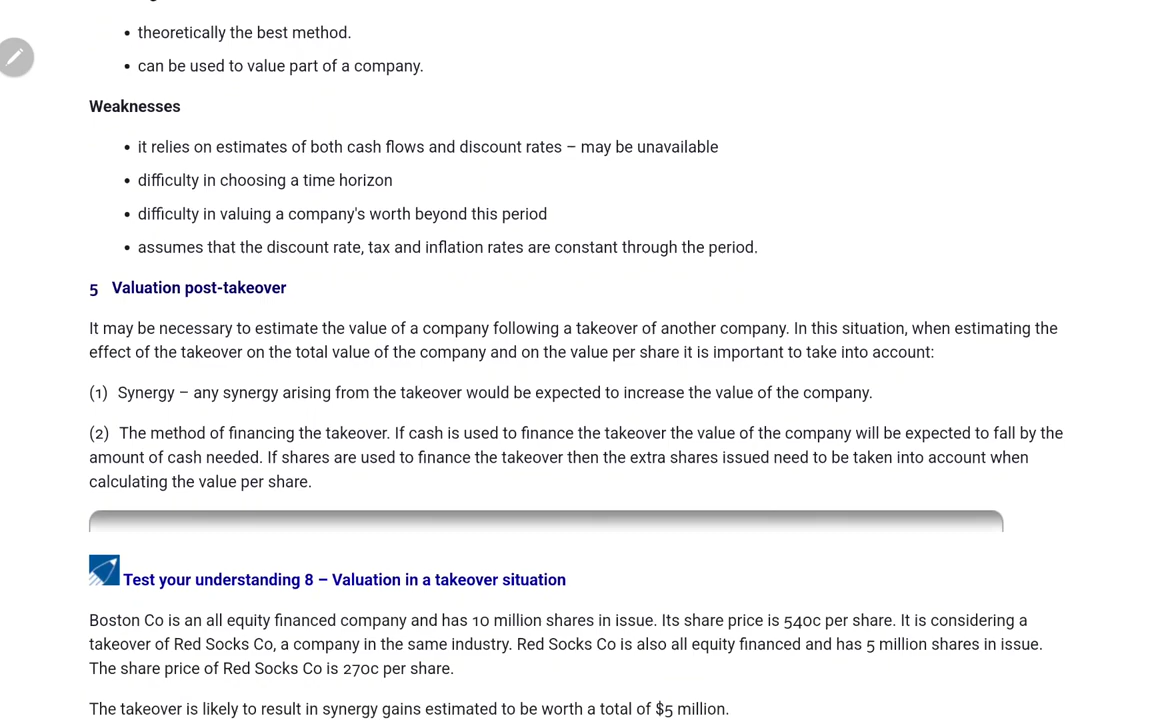 • theoretically the best method.
• can be used to value part of a company.
Weaknesses
• it relies on estimates of both cash flows and discount rates – may be unavailable
• difficulty in choosing a time horizon
• difficulty in valuing a company's worth beyond this period
• assumes that the discount rate, tax and inflation rates are constant through the period.
5 Valuation post-takeover
It may be necessary to estimate the value of a company following a takeover of another company. In this situation, when estimating the
effect of the takeover on the total value of the company and on the value per share it is important to take into account:
(1) Synergy – any synergy arising from the takeover would be expected to increase the value of the company.
(2) The method of financing the takeover. If cash is used to finance the takeover the value of the company will be expected to fall by the
amount of cash needed. If shares are used to finance the takeover then the extra shares issued need to be taken into account when
calculating the value per share.
Test your understanding 8 – Valuation in a takeover situation
Boston Co is an all equity financed company and has 10 million shares in issue. Its share price is 540c per share. It is considering a
takeover of Red Socks Co, a company in the same industry. Red Socks Co is also all equity financed and has 5 million shares in issue.
The share price of Red Socks Co is 270c per share.
The takeover is likely to result in synergy gains estimated to be worth a total of $5 million.